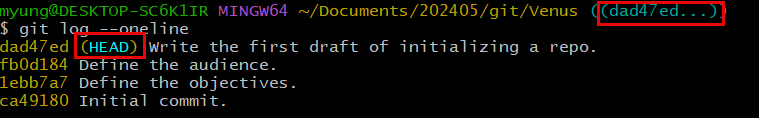 myung@DESKTOP-SC6K1IR MINGW64 ~/Documents/202405/git/Venus ((dad47ed...))
$ git log --oneline
dad47ed (HEAD) Write the first draft of initializing a repo.
fb0d184 Define the audience.
1ebb7a7 Define the objectives.
ca49180 Initial commit.